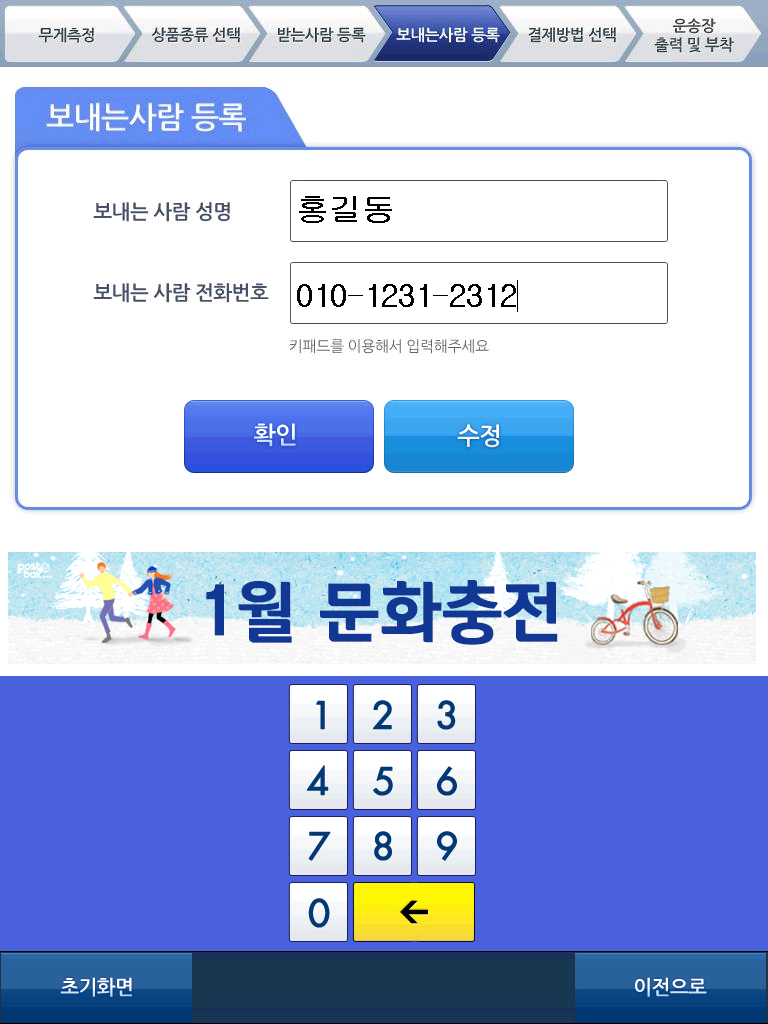 무게측정
상품종류 선택
받는사람 등록
보내는사람 등록
결제방법 선택
운송장
출력 및 부착
보내는사람 등록
보내는 사람 성명
홍길동
보내는 사람 전화번호
010-1231-2312
키패드를 이용해서 입력해주세요
확인
수정
post
box
1월 문화충전
1 2 3
4 5 6
7 8 9
0 ←
초기화면
이전으로